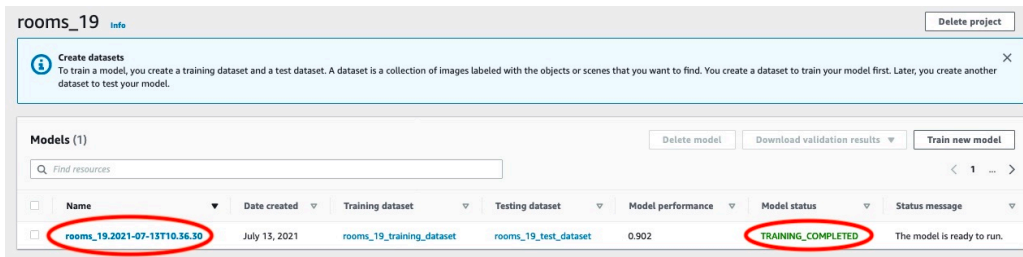 rooms_19 Info
Delete project
Create datasets
To train a model, you create a training dataset and a test dataset. A dataset is a collection of images labeled with the objects or scenes that you want to find. You create a dataset to train your model first. Later, you create another
dataset to test your model.
Models (1)
Delete model
Download validation results
Train new model
Find resources
1 ...
Name Date created Training dataset Testing dataset Model performance Model status Status message
rooms_19.2021-07-13T10.36.30 July 13, 2021 rooms_19_training_dataset rooms_19_test_dataset 0.902 TRAINING_COMPLETED The model is ready to run.